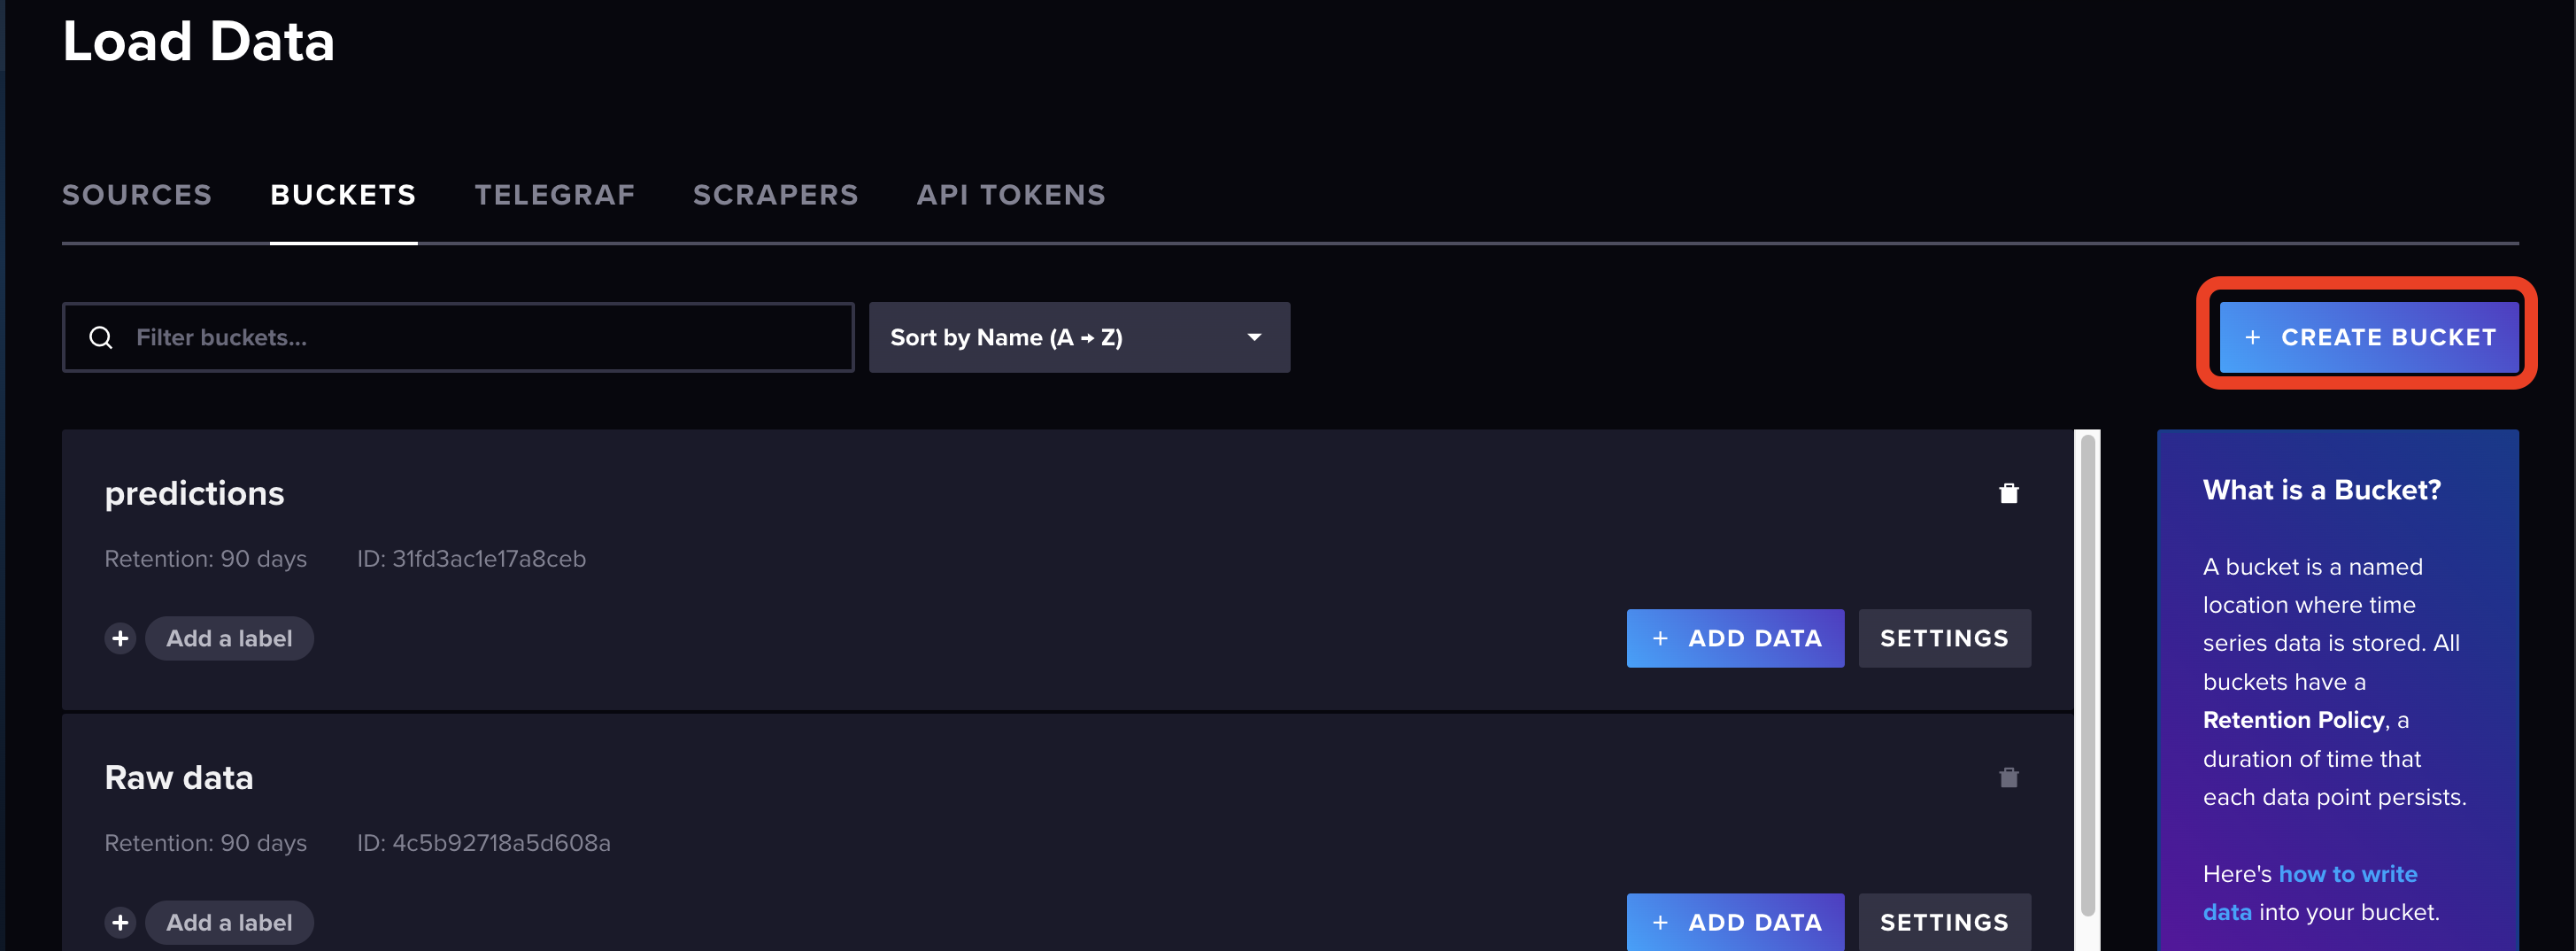 Load Data
SOURCES BUCKETS TELEGRAF SCRAPERS API TOKENS
Filter buckets...
Sort by Name (A → Z)
+ CREATE BUCKET
predictions
Retention: 90 days ID: 31fd3ac1e17a8ceb
+ Add a label
+ ADD DATA SETTINGS
Raw data
Retention: 90 days ID: 4c5b92718a5d608a
+ Add a label
+ ADD DATA SETTINGS
What is a Bucket?
A bucket is a named
location where time
series data is stored. All
buckets have a
Retention Policy, a
duration of time that
each data point persists.
Here's how to write
data into your bucket.